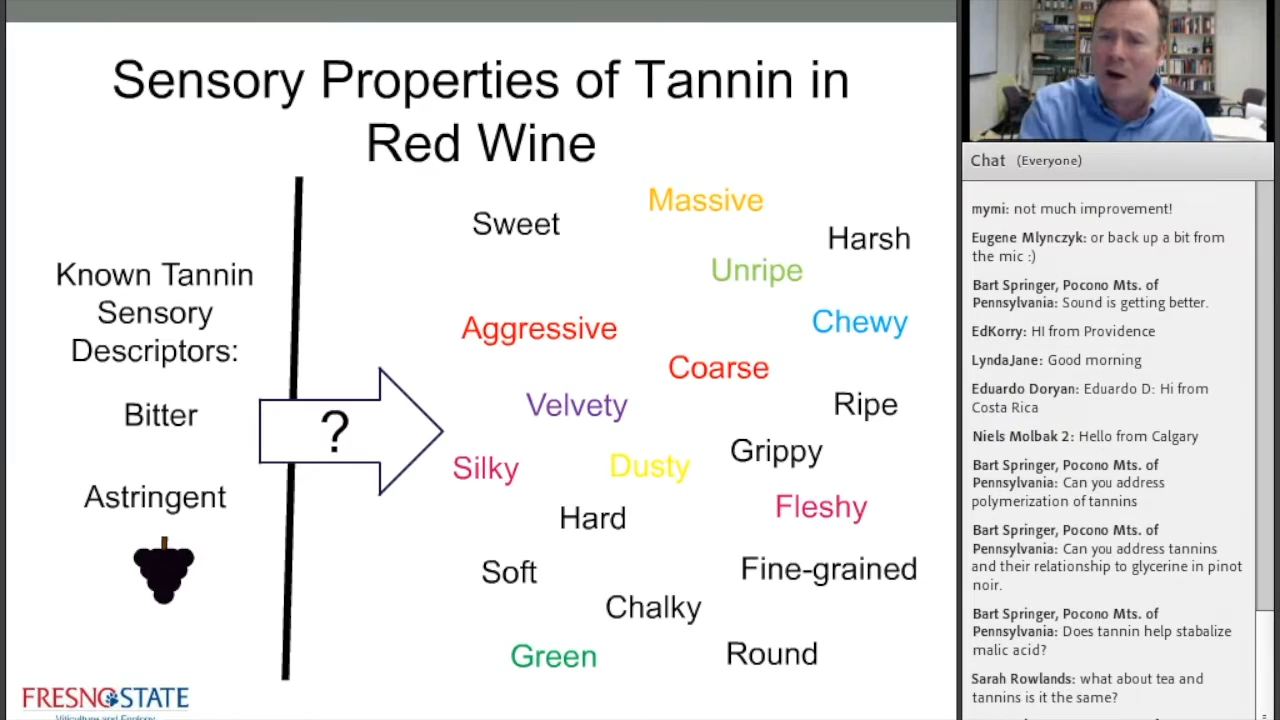 Sensory Properties of Tannin in
Red Wine
Known Tannin
Sensory
Descriptors:
Bitter
Astringent
?
Massive
Sweet
Harsh
Unripe
Chewy
Aggressive
Coarse
Velvety
Ripe
Grippy
Silky
Dusty
Fleshy
Hard
Soft
Fine-grained
Chalky
Green
Round
FRESNO STATE
Viticulture and Enology
Chat (Everyone)
mymi: not much improvement!
Eugene Mlynczyk: or back up a bit from
the mic :)
Bart Springer, Pocono Mts. of
Pennsylvania: Sound is getting better.
EdKorry: HI from Providence
LyndaJane: Good morning
Eduardo Doryan: Eduardo D: Hi from
Costa Rica
Niels Molbak 2: Hello from Calgary
Bart Springer, Pocono Mts. of
Pennsylvania: Can you address
polymerization of tannins
Bart Springer, Pocono Mts. of
Pennsylvania: Can you address tannins
and their relationship to glycerine in pinot
noir.
Bart Springer, Pocono Mts. of
Pennsylvania: Does tannin help stabalize
malic acid?
Sarah Rowlands: what about tea and
tannins is it the same?